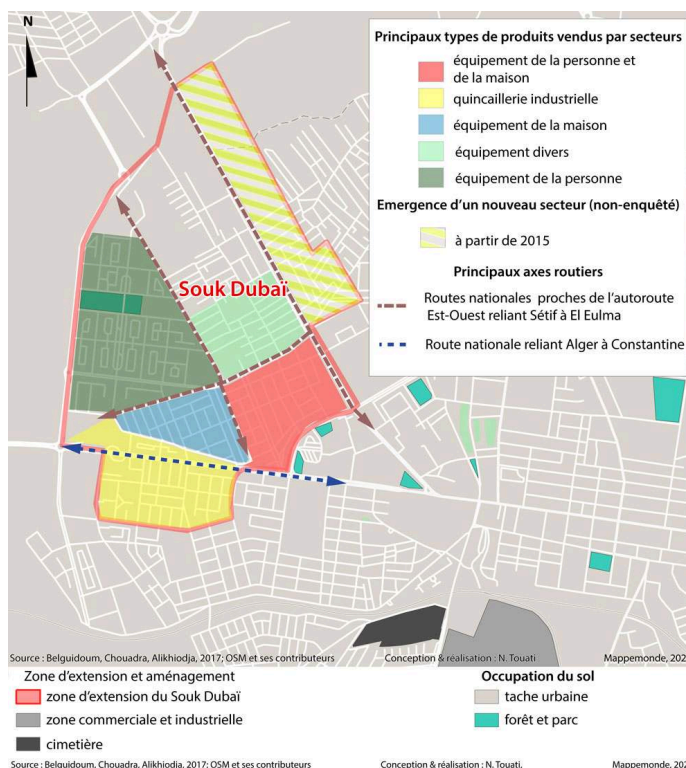 N
Principaux types de produits vendus par secteurs
équipement de la personne et
de la maison
quincaillerie industrielle
équipement de la maison
équipement divers
équipement de la personne
Emergence d'un nouveau secteur (non-enquêté)
à partir de 2015
Principaux axes routiers
Routes nationales proches de l'autoroute
Est-Ouest reliant Sétif à El Eulma
Route nationale reliant Alger à Constantine
Souk Dubaï
Source : Belguidoum, Chouadra, Alikhiodja, 2017; OSM et ses contributeurs Conception & réalisation : N. Touati Mappemonde, 202
Zone d'extension et aménagement
zone d'extension du Souk Dubaï
zone commerciale et industrielle
cimetière
Occupation du sol
tache urbaine
forêt et parc
Source : Belguidoum, Chouadra, Alikhiodja, 2017; OSM et ses contributeurs Conception & réalisation : N. Touati, Mappemonde, 202